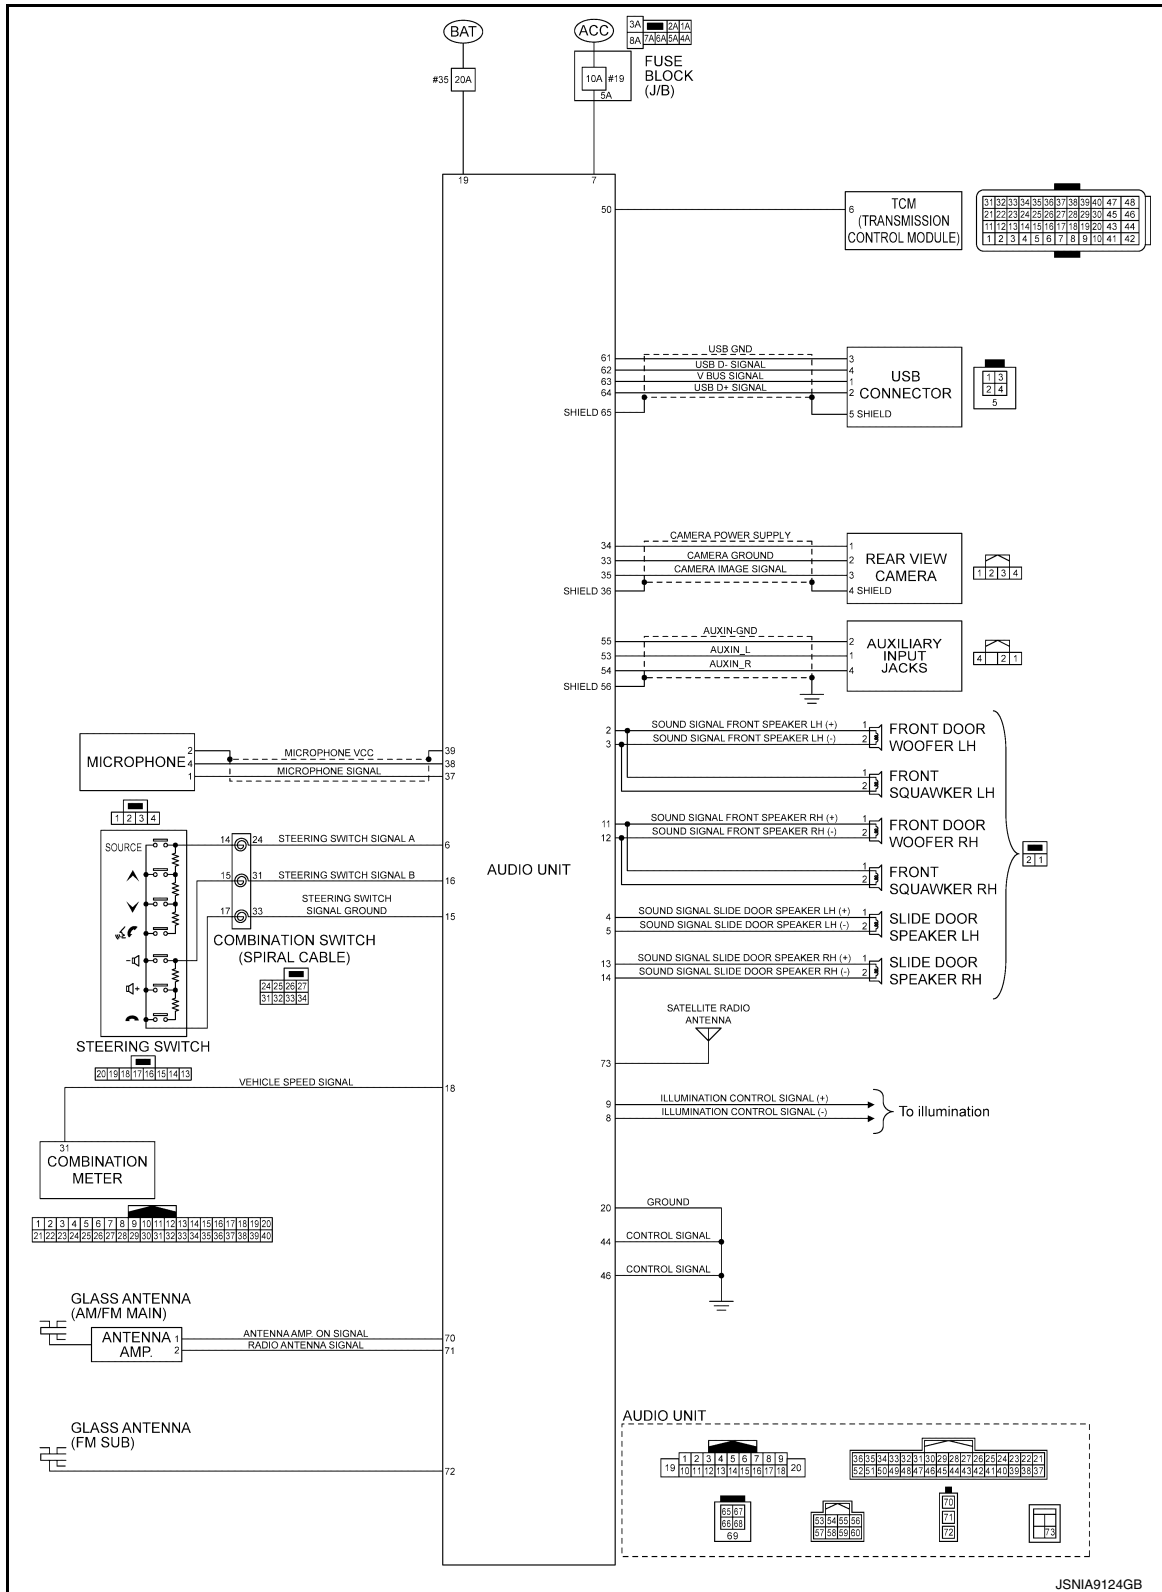 BAT
ACC
3A 2A 1A
8A 7A 6A 5A 4A
#35 20A
10A #19
5A
FUSE
BLOCK
(J/B)
19
7
50
6
TCM
(TRANSMISSION
CONTROL MODULE)
31 32 33 34 35 36 37 38 39 40 47 48
21 22 23 24 25 26 27 28 29 30 45 46
11 12 13 14 15 16 17 18 19 20 43 44
1 2 3 4 5 6 7 8 9 10 41 42
61 USB GND 3
62 USB D- SIGNAL 4
63 V BUS SIGNAL 1
64 USB D+ SIGNAL 2
SHIELD 65
5 SHIELD
USB
CONNECTOR
1 3
2 4
5
34 CAMERA POWER SUPPLY 1
33 CAMERA GROUND 2
35 CAMERA IMAGE SIGNAL 3
SHIELD 36
4 SHIELD
REAR VIEW
CAMERA
1 2 3 4
55 AUXIN-GND 2
53 AUXIN_L 1
54 AUXIN_R 4
SHIELD 56
AUXILIARY
INPUT
JACKS
4 2 1
MICROPHONE
2 39
4 MICROPHONE VCC 38
1 MICROPHONE SIGNAL 37
1 2 3 4
2 SOUND SIGNAL FRONT SPEAKER LH (+) 1
3 SOUND SIGNAL FRONT SPEAKER LH (-) 2
FRONT DOOR
WOOFER LH
1
2
FRONT
SQUAWKER LH
11 SOUND SIGNAL FRONT SPEAKER RH (+) 1
12 SOUND SIGNAL FRONT SPEAKER RH (-) 2
FRONT DOOR
WOOFER RH
1
2
FRONT
SQUAWKER RH
4 SOUND SIGNAL SLIDE DOOR SPEAKER LH (+) 1
5 SOUND SIGNAL SLIDE DOOR SPEAKER LH (-) 2
SLIDE DOOR
SPEAKER LH
13 SOUND SIGNAL SLIDE DOOR SPEAKER RH (+) 1
14 SOUND SIGNAL SLIDE DOOR SPEAKER RH (-) 2
SLIDE DOOR
SPEAKER RH
2 1
SOURCE
14 24 STEERING SWITCH SIGNAL A 6
15 31 STEERING SWITCH SIGNAL B 16
17 33 STEERING SWITCH
SIGNAL GROUND 15
- 
+
COMBINATION SWITCH
(SPIRAL CABLE)
24 25 26 27
31 32 33 34
STEERING SWITCH
20 19 18 17 16 15 14 13
AUDIO UNIT
SATELLITE RADIO
ANTENNA
73
VEHICLE SPEED SIGNAL 18
31
COMBINATION
METER
1 2 3 4 5 6 7 8 9 10 11 12 13 14 15 16 17 18 19 20
21 22 23 24 25 26 27 28 29 30 31 32 33 34 35 36 37 38 39 40
9 ILLUMINATION CONTROL SIGNAL (+)
8 ILLUMINATION CONTROL SIGNAL (-)
To illumination
20 GROUND
44 CONTROL SIGNAL
46 CONTROL SIGNAL
GLASS ANTENNA
(AM/FM MAIN)
ANTENNA
AMP.
1 ANTENNA AMP. ON SIGNAL 70
2 RADIO ANTENNA SIGNAL 71
GLASS ANTENNA
(FM SUB)
72
AUDIO UNIT
1 2 3 4 5 6 7 8 9
19 10 11 12 13 14 15 16 17 18 20
36 35 34 33 32 31 30 29 28 27 26 25 24 23 22 21
52 51 50 49 48 47 46 45 44 43 42 41 40 39 38 37
65 67
66 68
69
53 54 55 56
57 58 59 60
70
71
72
73
JSNIA9124GB